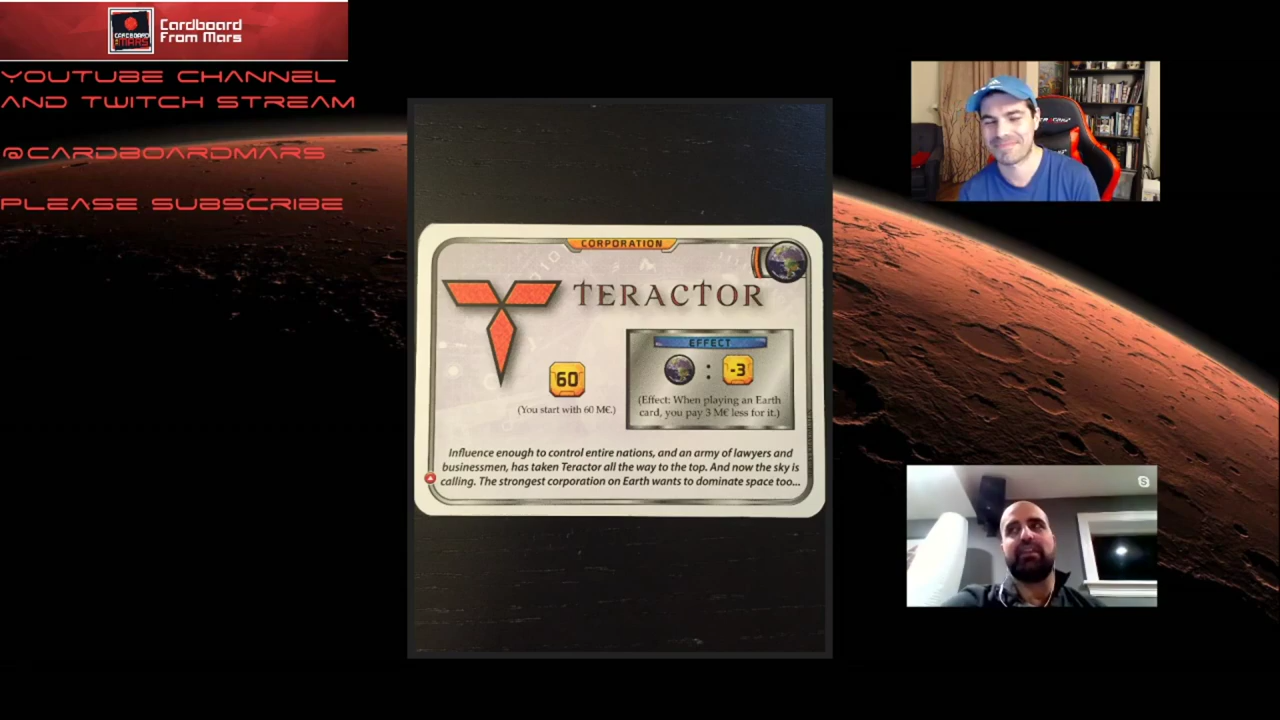 Cardboard
From Mars
CARDBOARD
MARS
YOUTUBE CHANNEL
AND TWITCH STREAM
@CARDBOARDMARS
PLEASE SUBSCRIBE
CORPORATION
TERACTOR
EFFECT
: -3
60
(Effect: When playing an Earth
card, you pay 3 M€ less for it.)
(You start with 60 M€.)
Influence enough to control entire nations, and an army of lawyers and
businessmen, has taken Teractor all the way to the top. And now the sky is
calling. The strongest corporation on Earth wants to dominate space too...
S